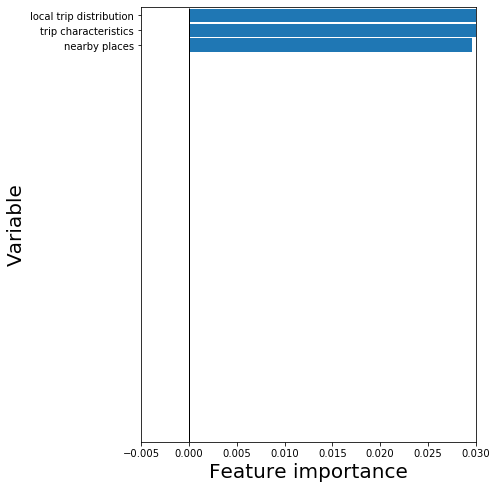 local trip distribution
trip characteristics
nearby places
Variable
−0.005 0.000 0.005 0.010 0.015 0.020 0.025 0.030
Feature importance